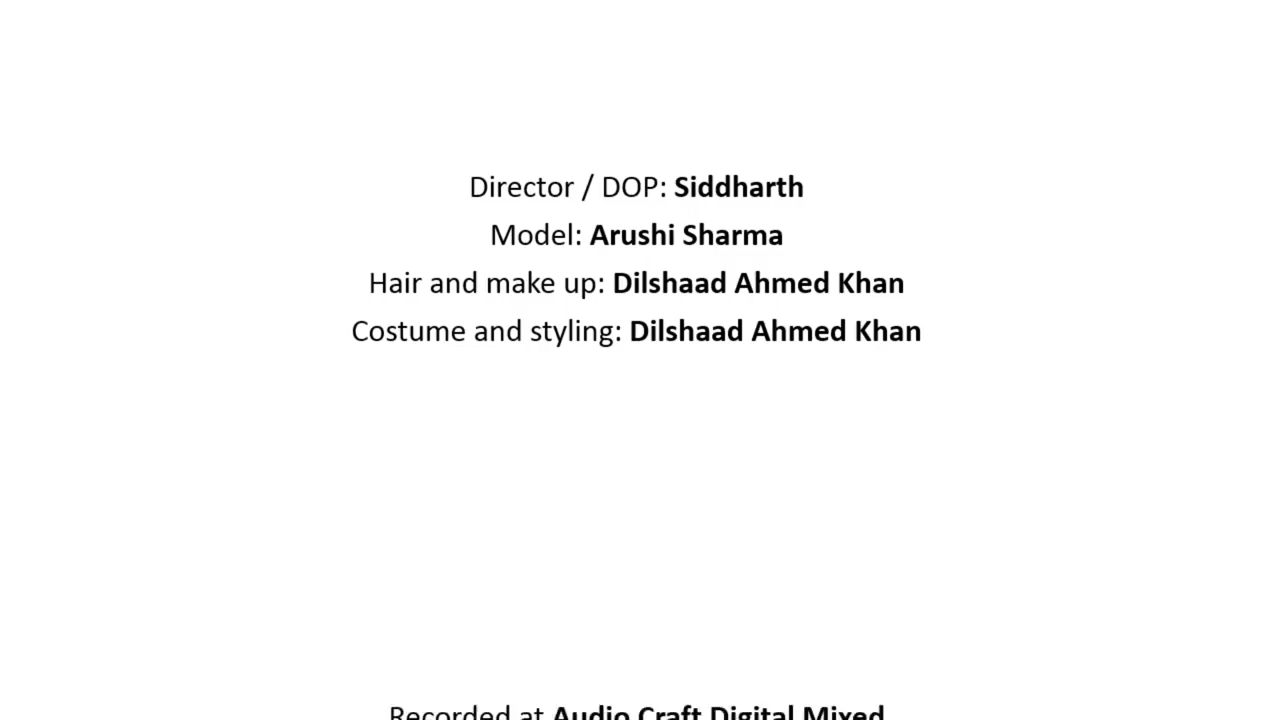 Director / DOP: Siddharth
Model: Arushi Sharma
Hair and make up: Dilshaad Ahmed Khan
Costume and styling: Dilshaad Ahmed Khan
Recorded at Audio Craft Digital Mixed